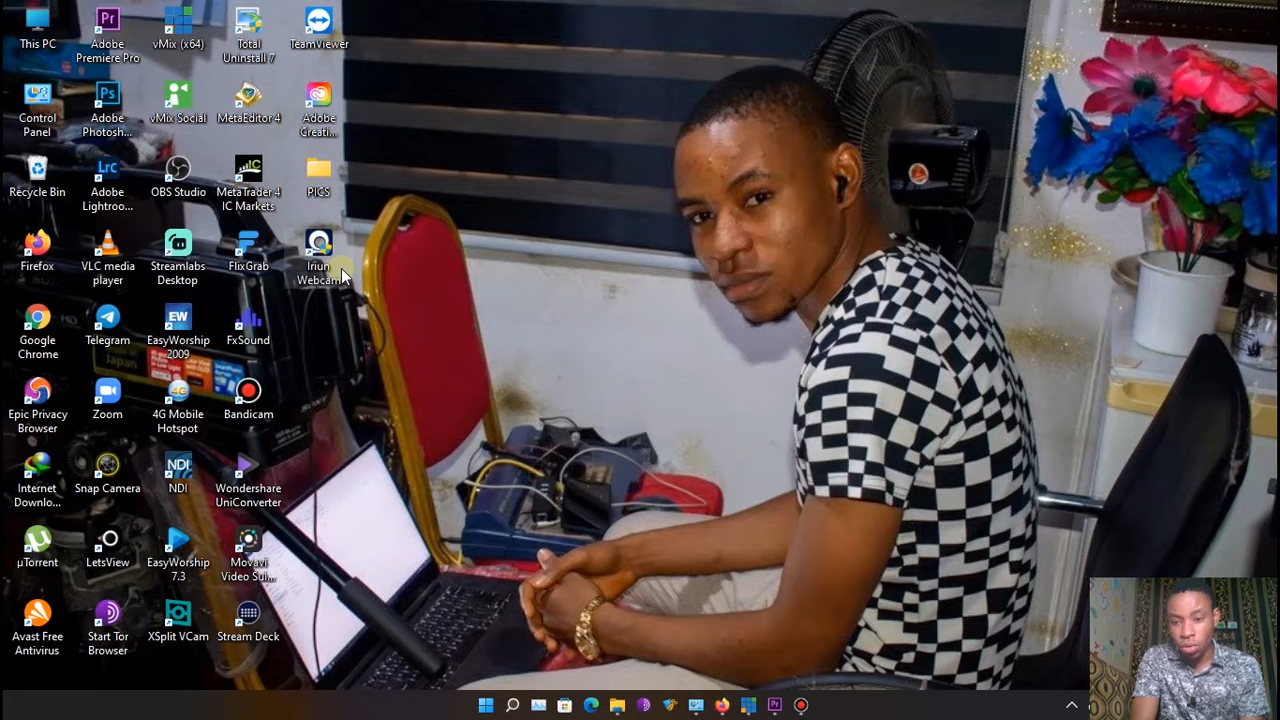 This PC
Adobe
Premiere Pro
vMix (x64)
Total
Uninstall 7
TeamViewer
Control
Panel
Adobe
Photosh...
vMix Social
MetaEditor 4
Adobe
Creati...
Recycle Bin
Adobe
Lightroo...
OBS Studio
MetaTrader 4
IC Markets
PICS
Firefox
VLC media
player
Streamlabs
Desktop
FlixGrab
Iriun
Webcam
Google
Chrome
Telegram
EasyWorship
2009
FxSound
Epic Privacy
Browser
Zoom
4G Mobile
Hotspot
Bandicam
Internet
Downlo...
Snap Camera
NDI
Wondershare
UniConverter
µTorrent
LetsView
EasyWorship
7.3
Movavi
Video Sui...
Avast Free
Antivirus
Start Tor
Browser
XSplit VCam
Stream Deck
Japan